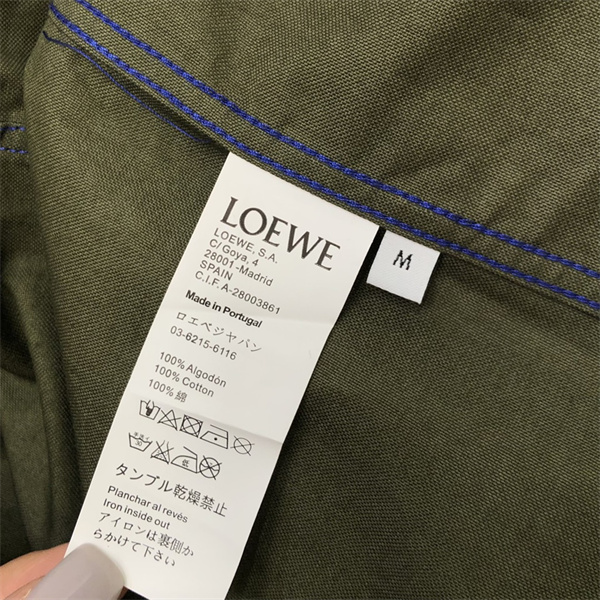 LOEWE
LOEWE, S.A.
C/Goya, 4
28001-Madrid
SPAIN
C.I.F. A-28003861
Made in Portugal
ロエベジャパン
03-6215-6116
100% Algodón
100% Cotton
100% 綿
タンブル乾燥禁止
Planchar al revés
Iron inside out
アイロンは裏側か
らかけて下さい
M